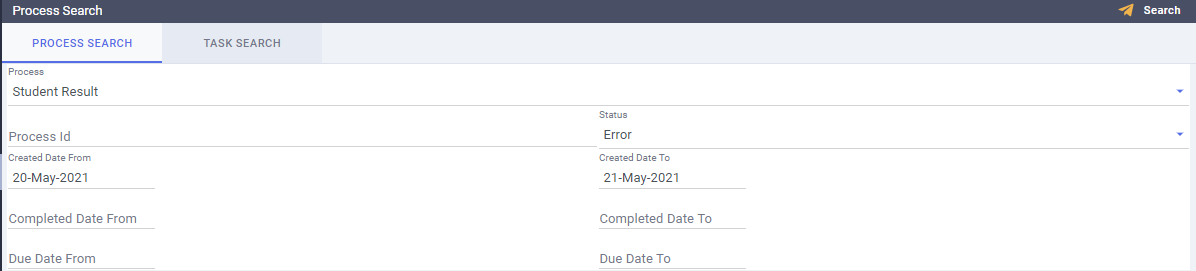 Process Search
Search
PROCESS SEARCH TASK SEARCH
Process
Student Result
Status
Process Id
Error
Created Date From Created Date To
20-May-2021 21-May-2021
Completed Date From Completed Date To
Due Date From Due Date To